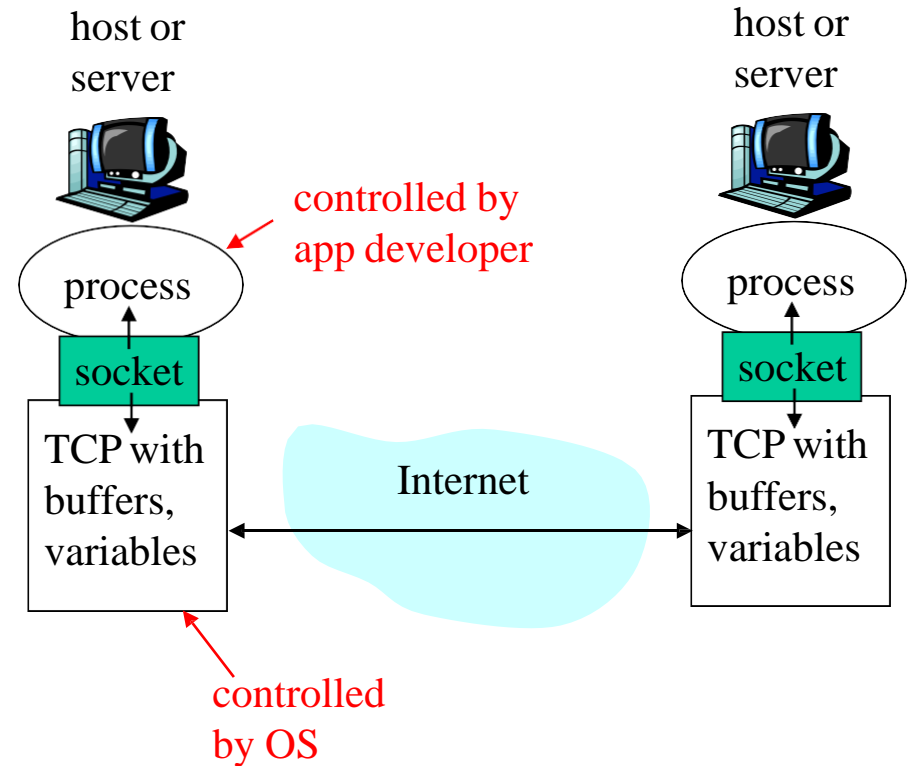 host or
server
host or
server
controlled by
app developer
process
process
socket
socket
TCP with
buffers,
variables
Internet
TCP with
buffers,
variables
controlled
by OS